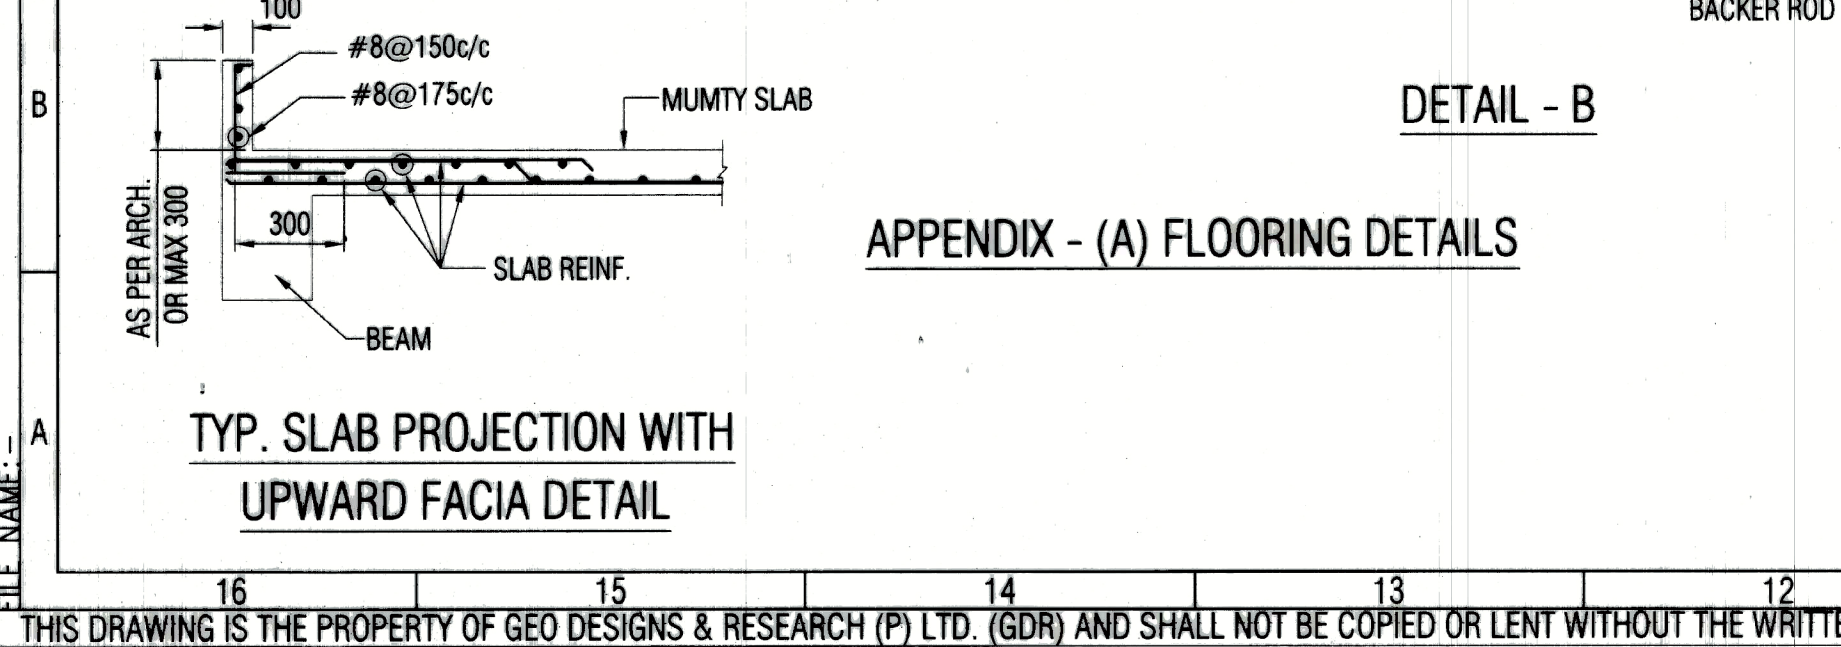 100
BACKER ROD
#8@150c/c
#8@175c/c
MUMTY SLAB
B
DETAIL - B
AS PER ARCH.
OR MAX 300
300
SLAB REINF.
APPENDIX - (A) FLOORING DETAILS
BEAM
TYP. SLAB PROJECTION WITH
UPWARD FACIA DETAIL
A
FILE NAME:-
16 15 14 13 12
THIS DRAWING IS THE PROPERTY OF GEO DESIGNS & RESEARCH (P) LTD. (GDR) AND SHALL NOT BE COPIED OR LENT WITHOUT THE WRITTE